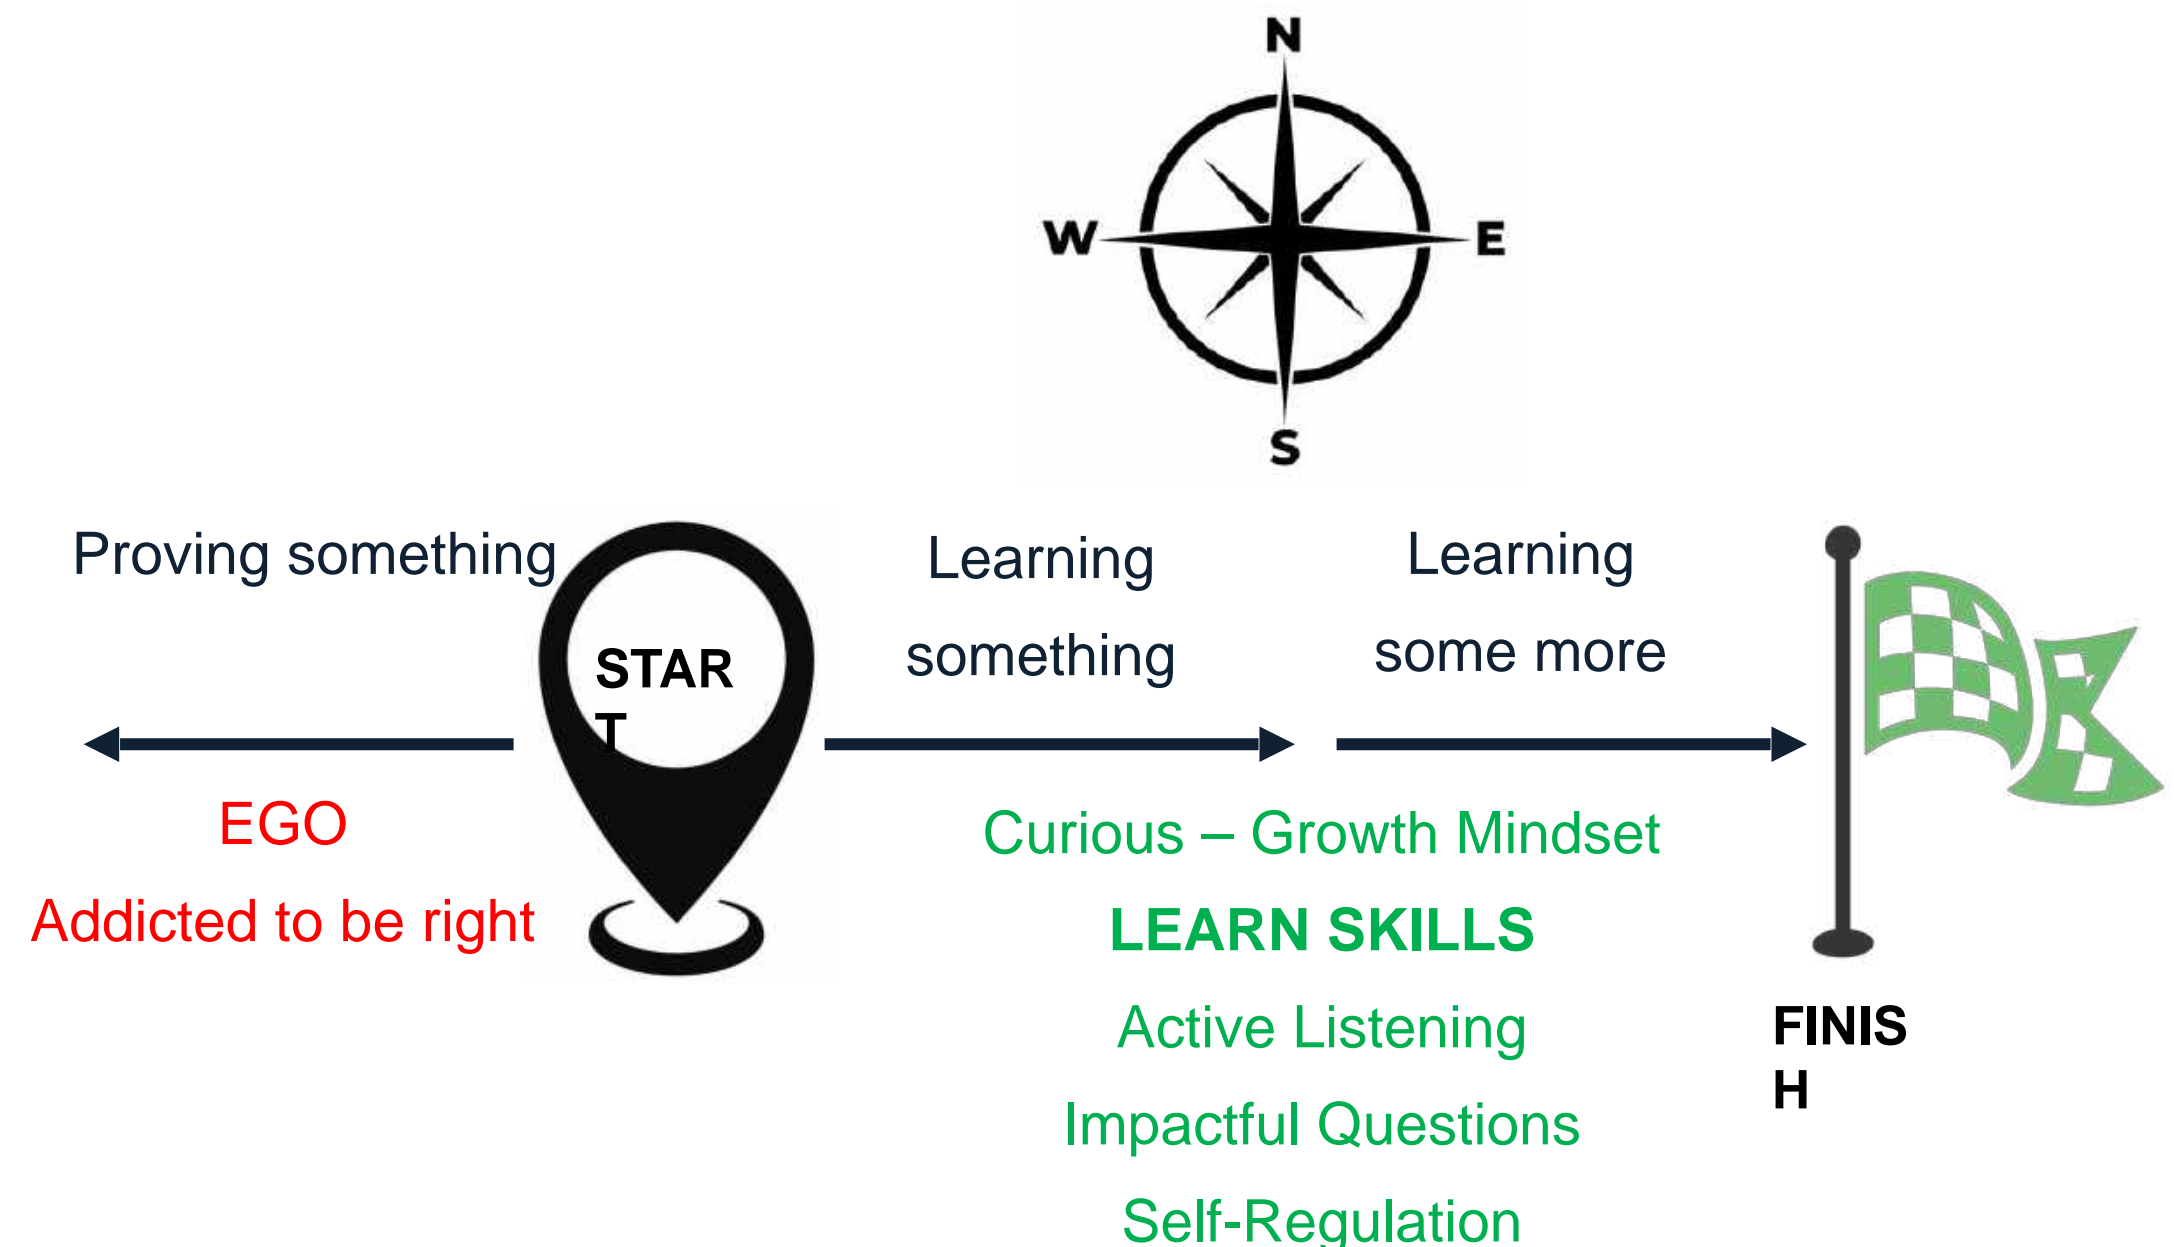 N
W
E
S
Proving something
STAR
T
Learning
something
Learning
some more
EGO
Addicted to be right
Curious – Growth Mindset
LEARN SKILLS
Active Listening
Impactful Questions
Self-Regulation
FINIS
H